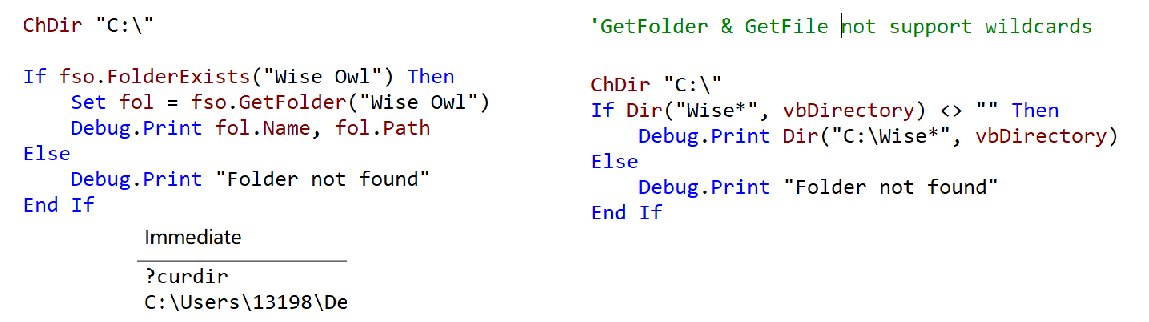 ChDir "C:\"
If fso.FolderExists("Wise Owl") Then
    Set fol = fso.GetFolder("Wise Owl")
    Debug.Print fol.Name, fol.Path
Else
    Debug.Print "Folder not found"
End If
Immediate
?curdir
C:\Users\13198\De
'GetFolder & GetFile not support wildcards
ChDir "C:\"
If Dir("Wise*", vbDirectory) <> "" Then
    Debug.Print Dir("C:\Wise*", vbDirectory)
Else
    Debug.Print "Folder not found"
End If